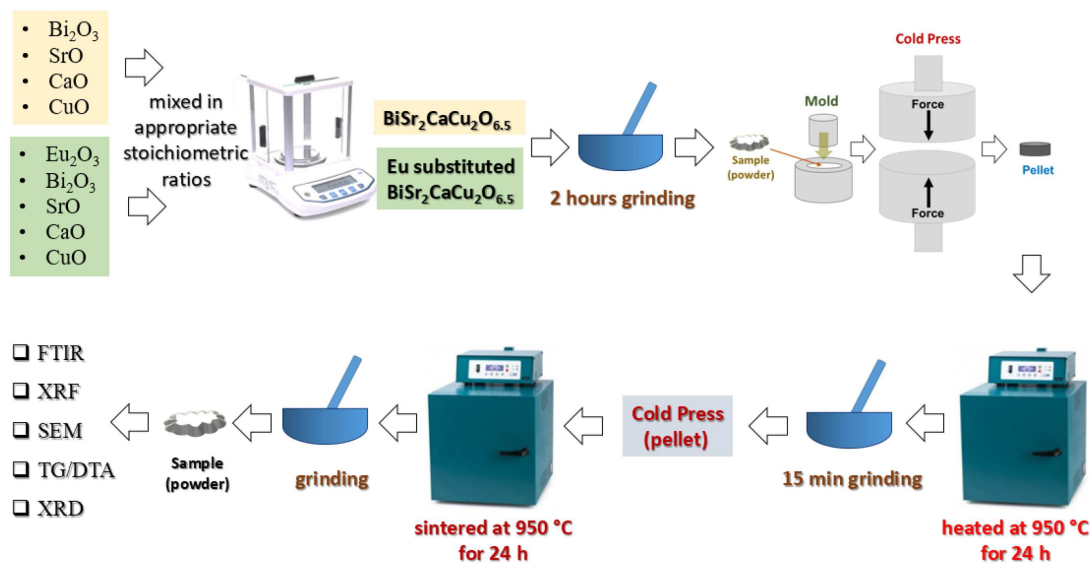 • Bi₂O₃
• SrO
• CaO
• CuO
• Eu₂O₃
• Bi₂O₃
• SrO
• CaO
• CuO
mixed in
appropriate
stoichiometric
ratios
BiSr₂CaCu₂O₆.₅
Eu substituted
BiSr₂CaCu₂O₆.₅
2 hours grinding
Sample
(powder)
Mold
Cold Press
Force
Force
Pellet
heated at 950 °C
for 24 h
15 min grinding
Cold Press
(pellet)
sintered at 950 °C
for 24 h
grinding
Sample
(powder)
❑ FTIR
❑ XRF
❑ SEM
❑ TG/DTA
❑ XRD